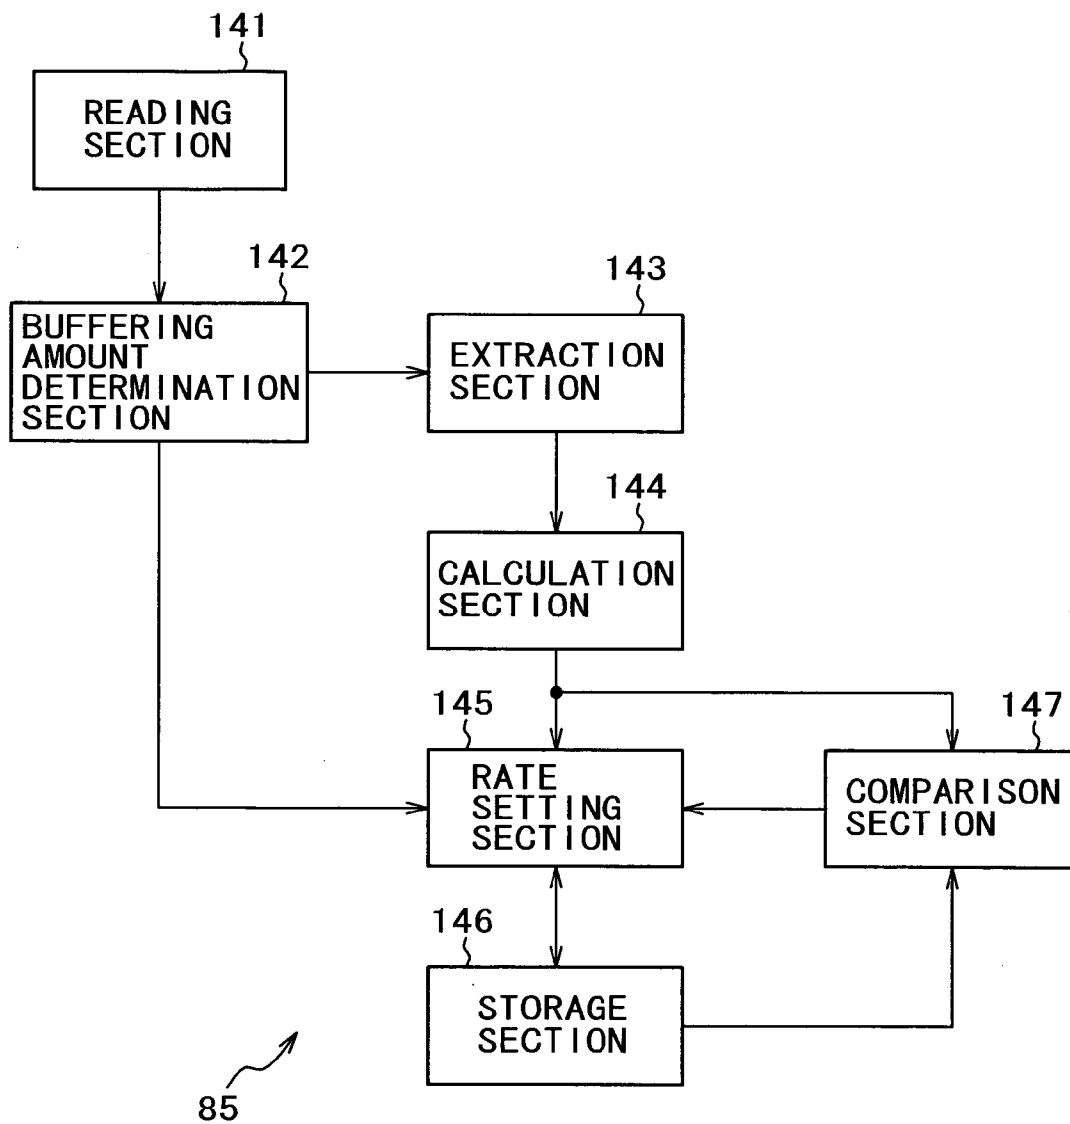 141
READING
SECTION
142
BUFFERING
AMOUNT
DETERMINATION
SECTION
143
EXTRACTION
SECTION
144
CALCULATION
SECTION
145
RATE
SETTING
SECTION
147
COMPARISON
SECTION
146
STORAGE
SECTION
85